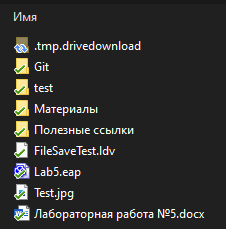 Имя
.tmp.drivedownload
Git
test
Материалы
Полезные ссылки
FileSaveTest.ldv
Lab5.eap
Test.jpg
Лабораторная работа №5.docx